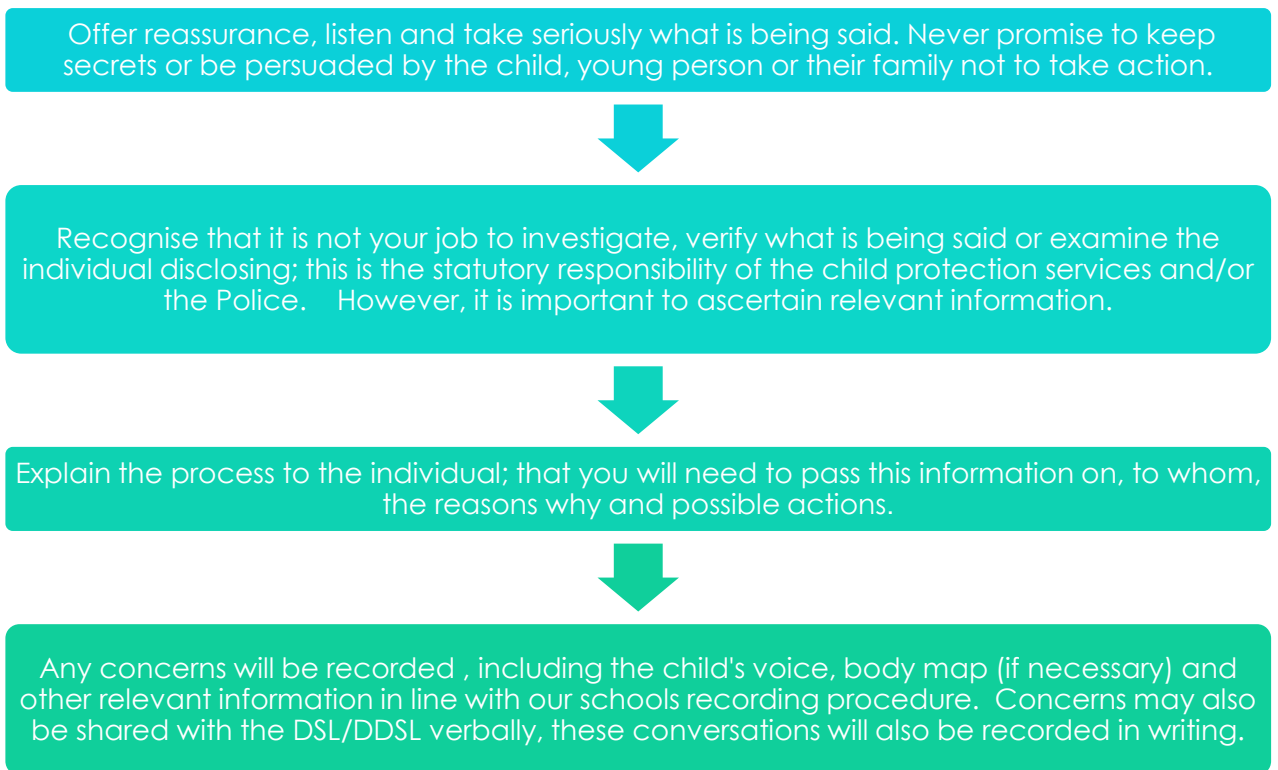 Offer reassurance, listen and take seriously what is being said. Never promise to keep
secrets or be persuaded by the child, young person or their family not to take action.
Recognise that it is not your job to investigate, verify what is being said or examine the
individual disclosing; this is the statutory responsibility of the child protection services and/or
the Police.    However, it is important to ascertain relevant information.
Explain the process to the individual; that you will need to pass this information on, to whom,
the reasons why and possible actions.
Any concerns will be recorded , including the child's voice, body map (if necessary) and
other relevant information in line with our schools recording procedure.  Concerns may also
be shared with the DSL/DDSL verbally, these conversations will also be recorded in writing.